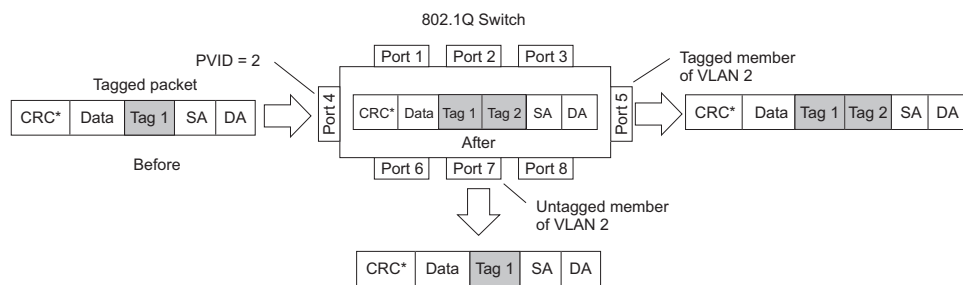 802.1Q Switch
Port 1 Port 2 Port 3
PVID = 2
Tagged member
of VLAN 2
Tagged packet
CRC* Data Tag 1 SA DA
Port 4
CRC* Data Tag 1 Tag 2 SA DA
Port 5
CRC* Data Tag 1 Tag 2 SA DA
After
Before
Port 6 Port 7 Port 8
Untagged member
of VLAN 2
CRC* Data Tag 1 SA DA